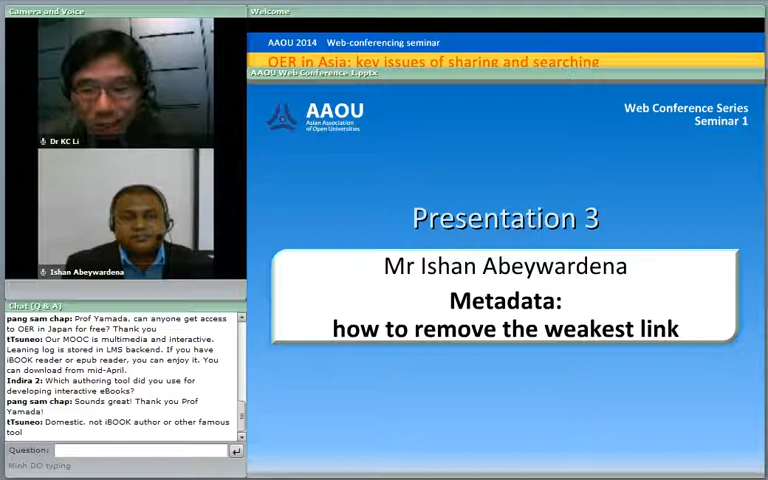 Camera and Voice
Dr KC Li
Ishan Abeywardena
Chat (Q & A)
pang sam chap: Prof Yamada, can anyone get access
to OER in Japan for free? Thank you
tTsuneo: Our MOOC is multimedia and interactive.
Leaning log is stored in LMS backend. If you have
iBOOK reader or epub reader, you can enjoy it. You
can download from mid-April.
Indira 2: Which authoring tool did you use for
developing interactive eBooks?
pang sam chap: Sounds great! Thank you Prof
Yamada!
tTsuneo: Domestic, not iBOOK author or other famous
tool
Question:
Minh DO typing
Welcome
AAOU 2014 Web-conferencing seminar
OER in Asia: key issues of sharing and searching
AAOU Web Conference 1.pptx
AAOU
Asian Association
of Open Universities
Web Conference Series
Seminar 1
Presentation 3
Mr Ishan Abeywardena
Metadata:
how to remove the weakest link